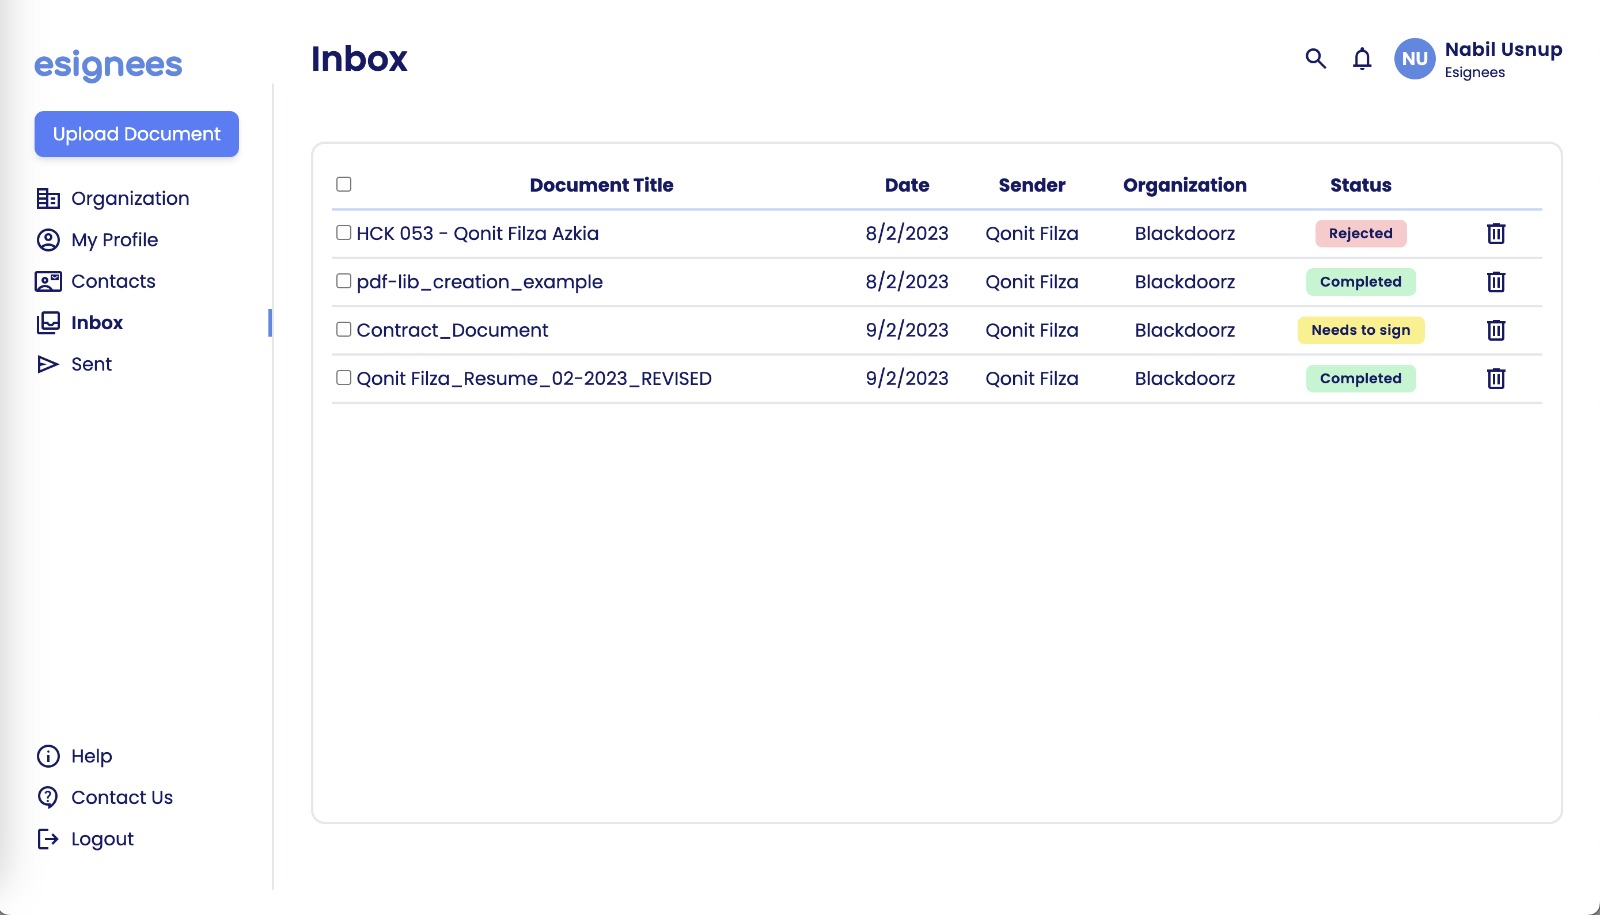 esignees
Upload Document
Organization
My Profile
Contacts
Inbox
Sent
Help
Contact Us
Logout
Inbox
NU
Nabil Usnup
Esignees
Document Title Date Sender Organization Status
HCK 053 - Qonit Filza Azkia 8/2/2023 Qonit Filza Blackdoorz Rejected
pdf-lib_creation_example 8/2/2023 Qonit Filza Blackdoorz Completed
Contract_Document 9/2/2023 Qonit Filza Blackdoorz Needs to sign
Qonit Filza_Resume_02-2023_REVISED 9/2/2023 Qonit Filza Blackdoorz Completed